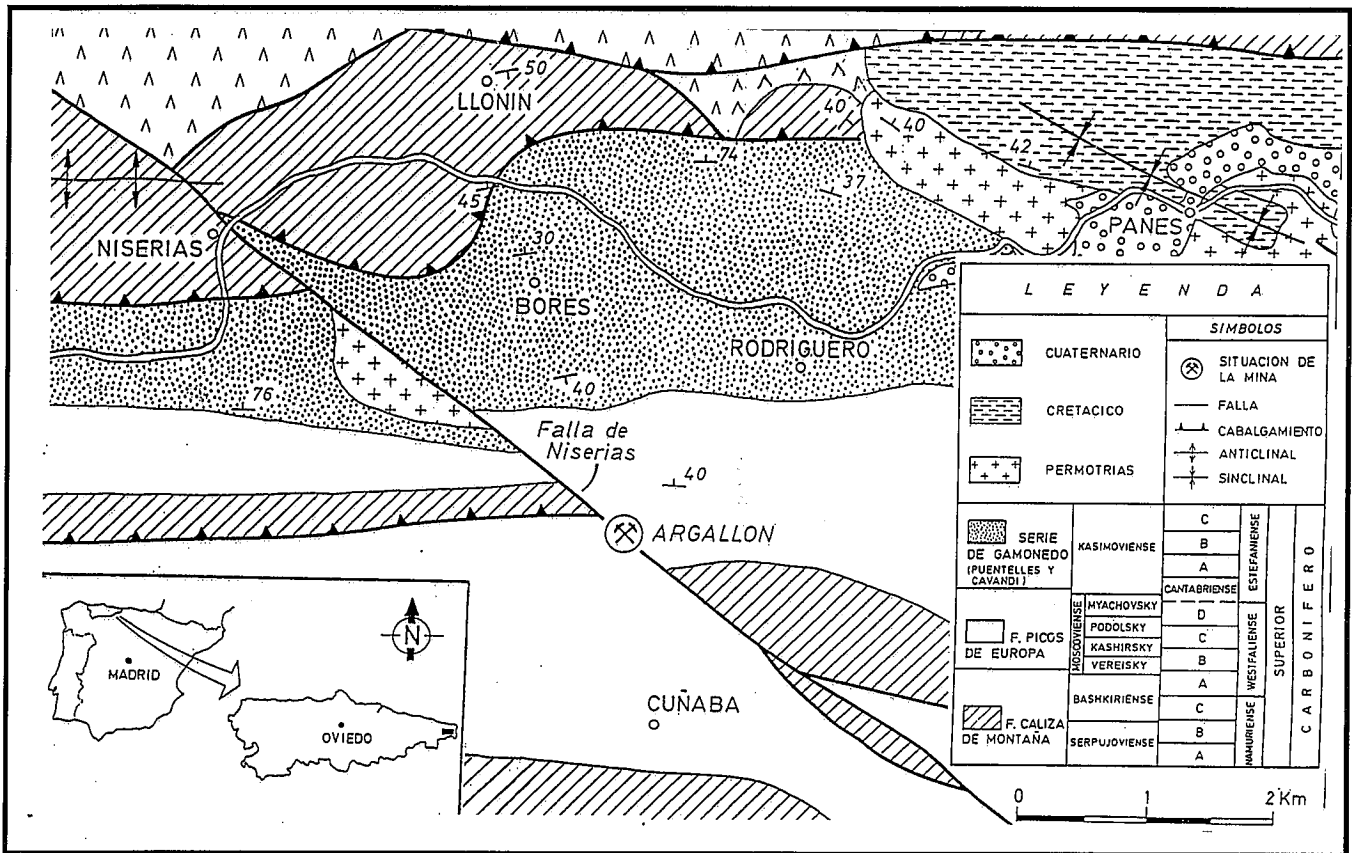 50
LLONIN
40
40
74
42
37
45
NISERIAS
30
BORES
PANES
RODRIGUERO
76
40
Falla de
Niserias
40
ARGALLON
CUÑABA
N
MADRID
OVIEDO
0 1 2 Km
LEYENDA
CUATERNARIO
CRETACICO
PERMOTRIAS
SIMBOLOS
SITUACION DE
LA MINA
FALLA
CABALGAMIENTO
ANTICLINAL
SINCLINAL
SERIE
DE GAMONEDO
(PUENTELLES Y
CAVANDI)
F. PICOS
DE EUROPA
F. CALIZA
DE MONTAÑA
KASIMOVIENSE
MOSCOVIENSE
MYACHOVSKY
PODOLSKY
KASHIRSKY
VEREISKY
BASHKIRIENSE
SERPUJOVIENSE
C
B
A
CANTABRIENSE
D
C
B
A
C
B
A
ESTEFANIENSE
WESTFALIENSE
NAMURIENSE
SUPERIOR
CARBONIFERO